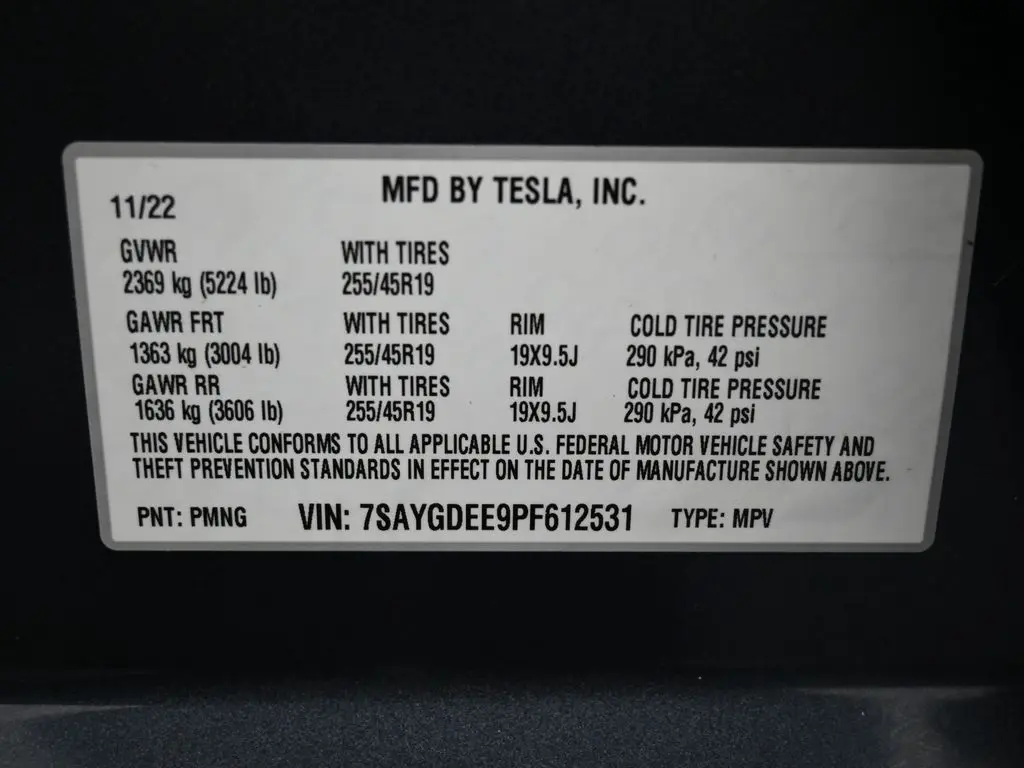 MFD BY TESLA, INC.
11/22
GVWR WITH TIRES
2369 kg (5224 lb) 255/45R19
GAWR FRT WITH TIRES RIM COLD TIRE PRESSURE
1363 kg (3004 lb) 255/45R19 19X9.5J 290 kPa, 42 psi
GAWR RR WITH TIRES RIM COLD TIRE PRESSURE
1636 kg (3606 lb) 255/45R19 19X9.5J 290 kPa, 42 psi
THIS VEHICLE CONFORMS TO ALL APPLICABLE U.S. FEDERAL MOTOR VEHICLE SAFETY AND
THEFT PREVENTION STANDARDS IN EFFECT ON THE DATE OF MANUFACTURE SHOWN ABOVE.
PNT: PMNG VIN: 7SAYGDEE9PF612531 TYPE: MPV